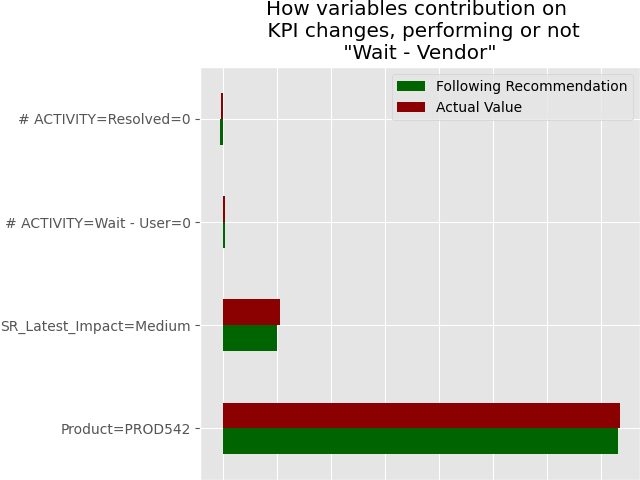 How variables contribution on
KPI changes, performing or not
"Wait - Vendor"
Following Recommendation
Actual Value
# ACTIVITY=Resolved=0
# ACTIVITY=Wait - User=0
SR_Latest_Impact=Medium
Product=PROD542